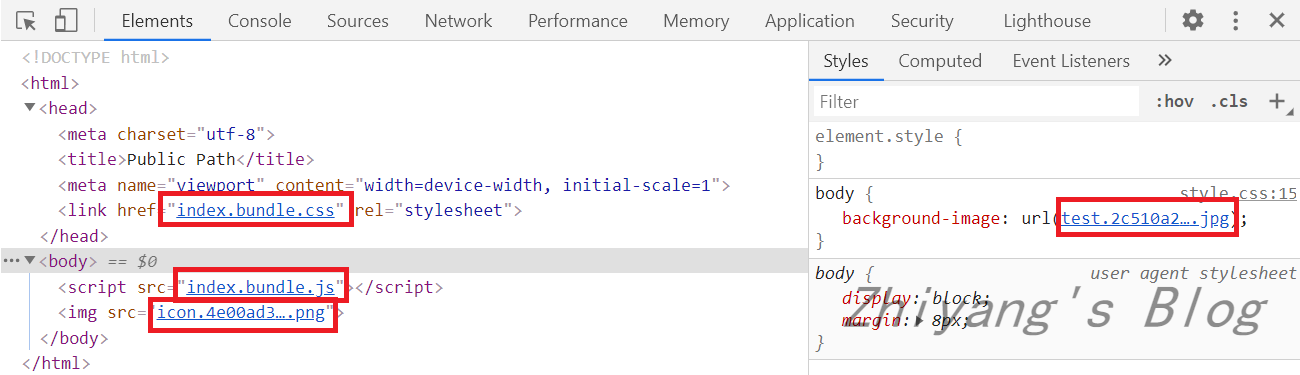 Elements Console Sources Network Performance Memory Application Security Lighthouse
<!DOCTYPE html>
<html>
<head>
<meta charset="utf-8">
<title>Public Path</title>
<meta name="viewport" content="width=device-width, initial-scale=1">
<link href="index.bundle.css" rel="stylesheet">
</head>
<body> == $0
<script src="index.bundle.js"></script>
<img src="icon.4e00ad3….png">
</body>
</html>
Styles Computed Event Listeners
Filter :hov .cls
element.style {
}
body { style.css:15
background-image: url(test.2c510a2….jpg);
}
body { user agent stylesheet
display: block;
margin: 8px;
}
Zhiyang's Blog